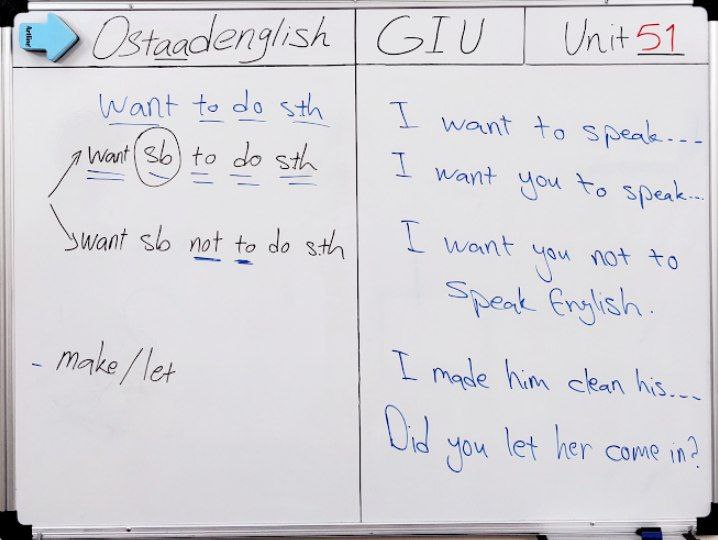 Artline
Ostaadenglish
GIU
Unit 51
Want to do sth
want sb to do sth
want sb not to do sth
- make/let
I want to speak....
I want you to speak...
I want you not to
speak English.
I made him clean his....
Did you let her come in?